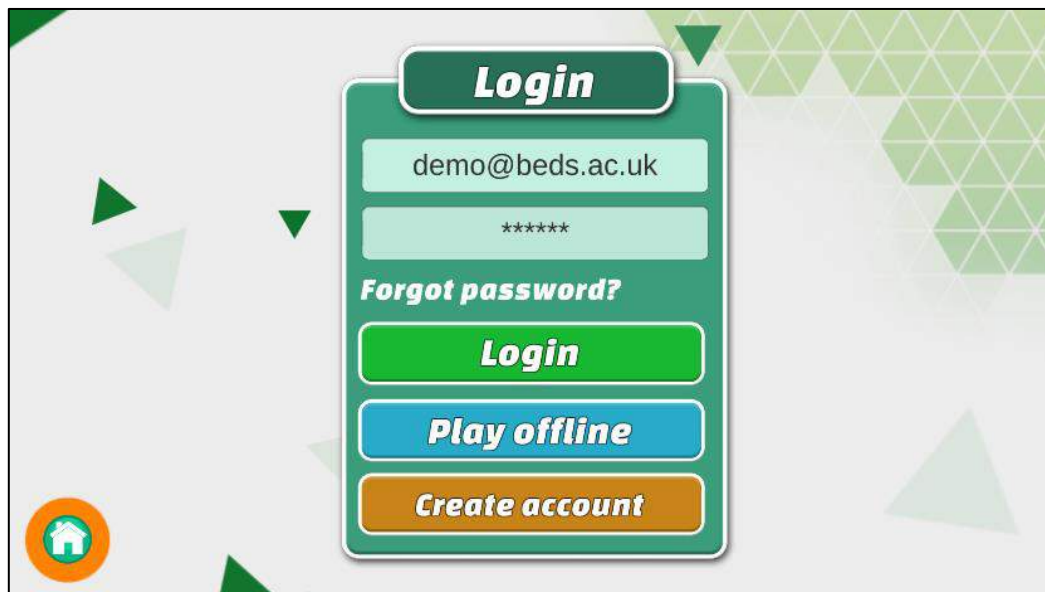 Login
demo@beds.ac.uk
******
Forgot password?
Login
Play offline
Create account